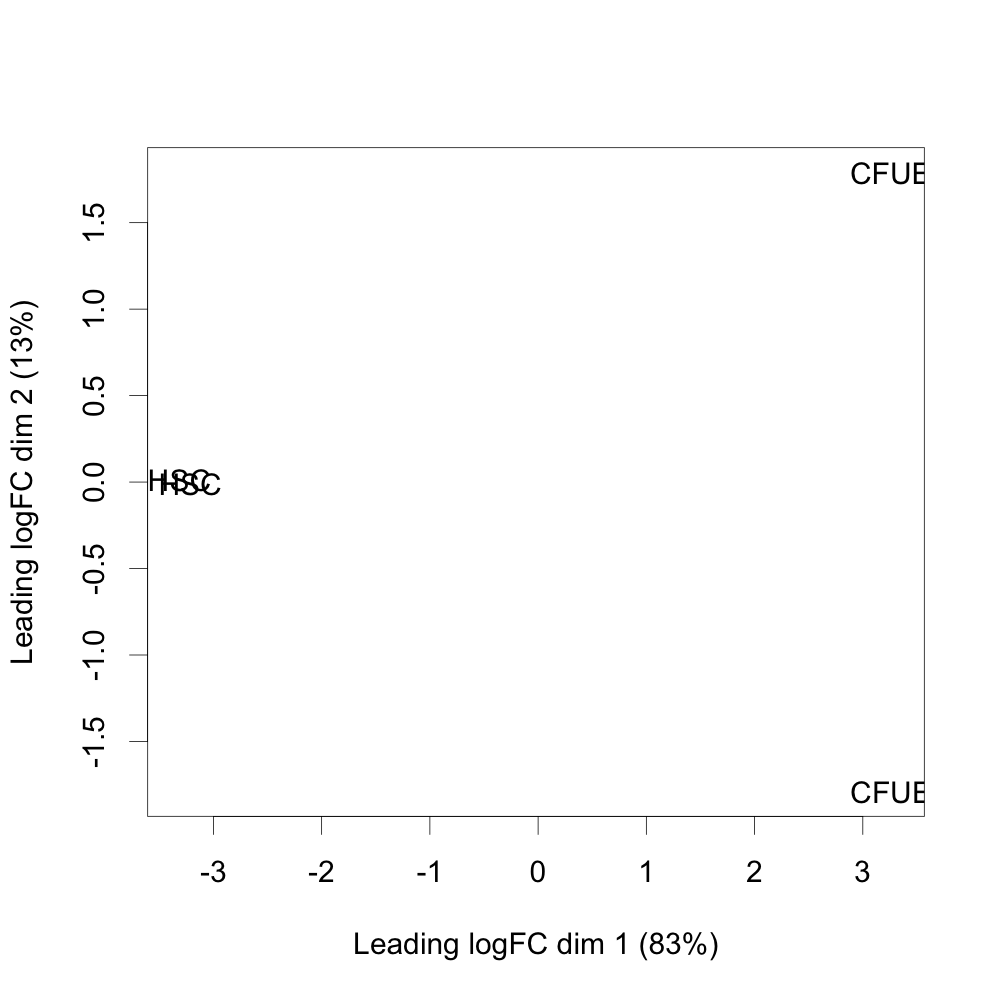 CFUE
1.5
1.0
0.5
0.0
-0.5
-1.0
-1.5
Leading logFC dim 2 (13%)
HSC
HSC
CFUE
-3 -2 -1 0 1 2 3
Leading logFC dim 1 (83%)